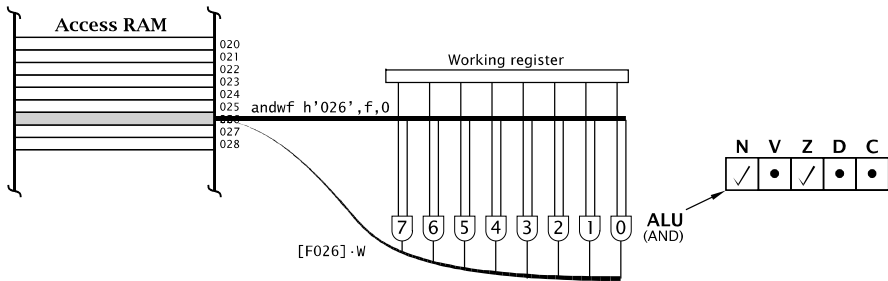 Access RAM
020
021
022
023
024
025
026
027
028
Working register
andwf h'026',f,0
N V Z D C
7 6 5 4 3 2 1 0
ALU
(AND)
[F026]·W